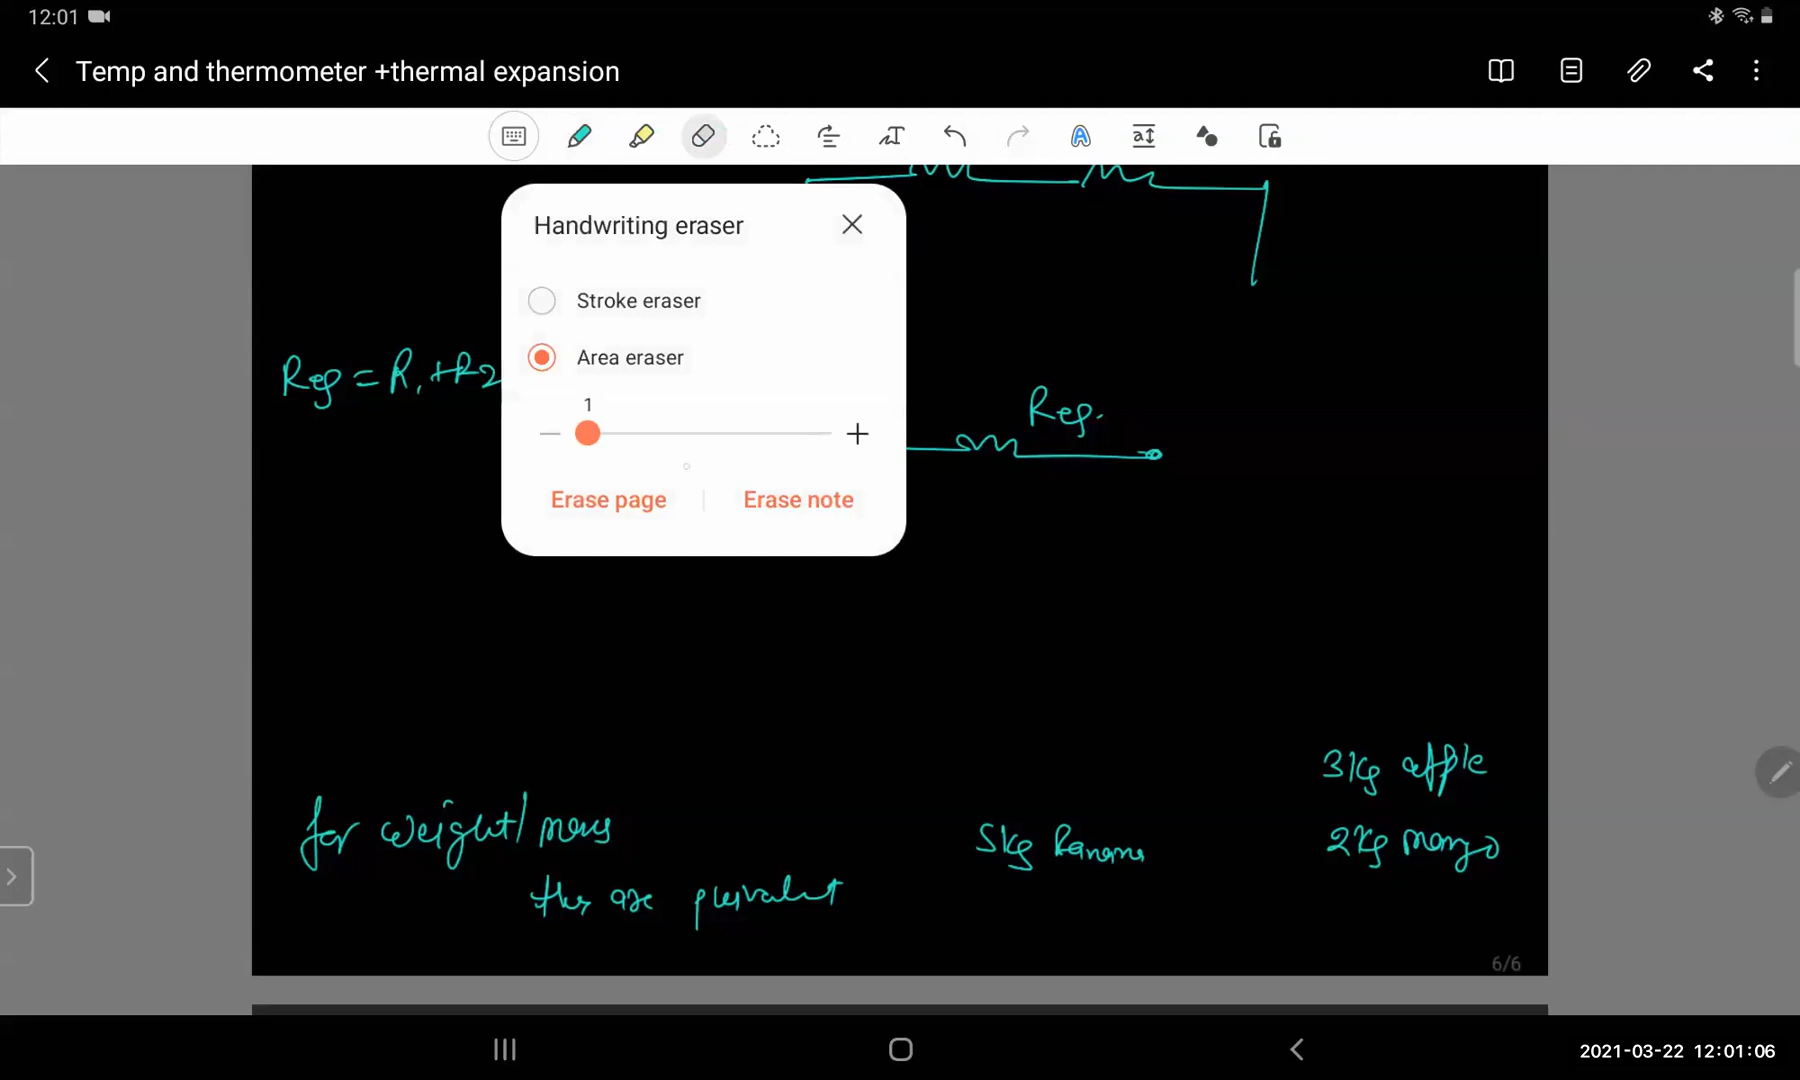 12:01
Temp and thermometer +thermal expansion
Handwriting eraser
Stroke eraser
Area eraser
1
Erase page
Erase note
Req = R1 + R2
Req.
3kg apple
for weight/mass
5kg Banana
2kg mango
they are
6/6
2021-03-22 12:01:06